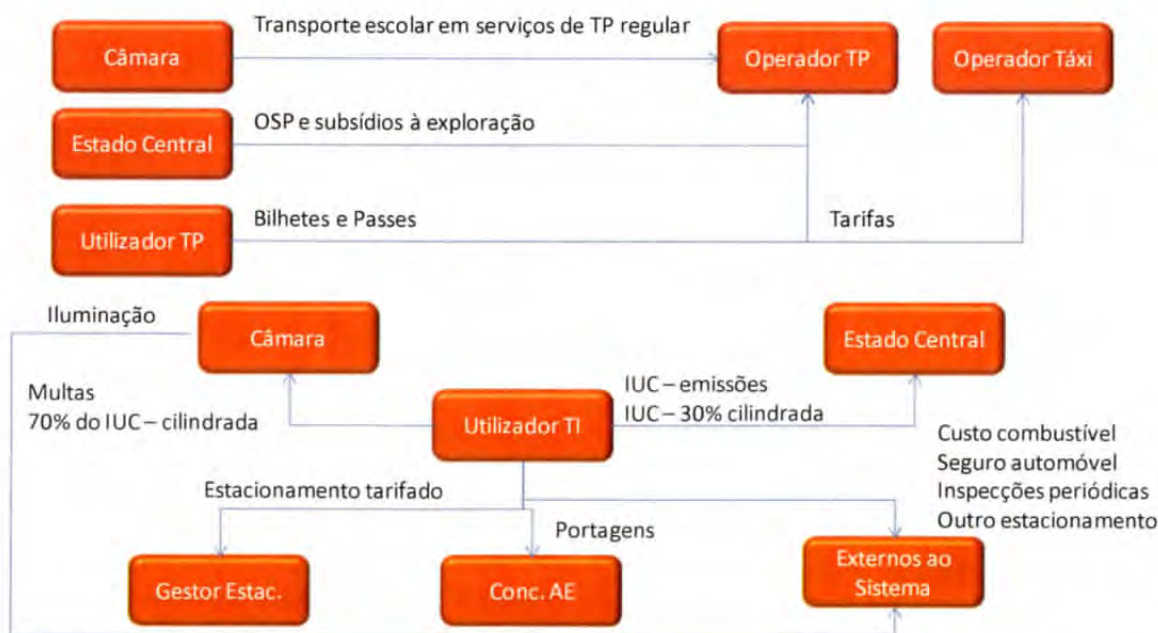 Transporte escolar em serviços de TP regular
Câmara
Operador TP
Operador Táxi
OSP e subsídios à exploração
Estado Central
Bilhetes e Passes
Tarifas
Utilizador TP
Iluminação
Câmara
Estado Central
Multas
70% do IUC – cilindrada
IUC – emissões
IUC – 30% cilindrada
Utilizador TI
Custo combustível
Seguro automóvel
Inspecções periódicas
Outro estacionamento
Estacionamento tarifado
Portagens
Gestor Estac.
Conc. AE
Externos ao
Sistema